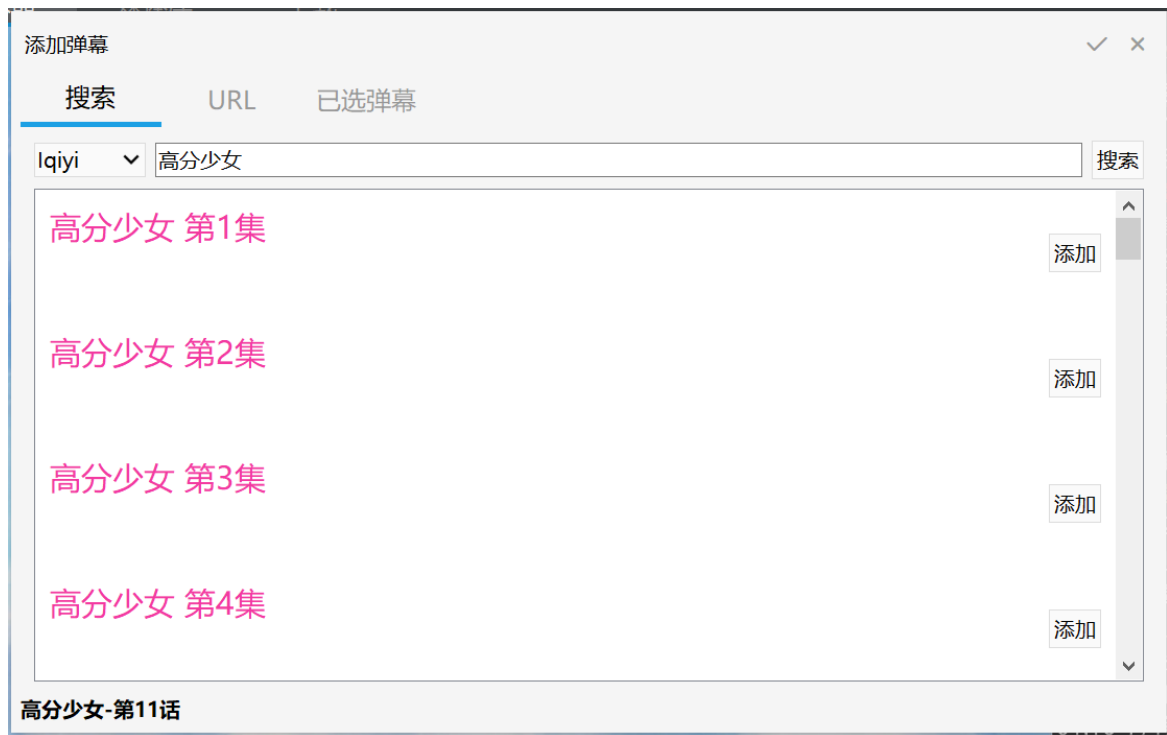 添加弹幕
搜索 URL 已选弹幕
Iqiyi 高分少女 搜索
高分少女 第1集
添加
高分少女 第2集
添加
高分少女 第3集
添加
高分少女 第4集
添加
高分少女-第11话